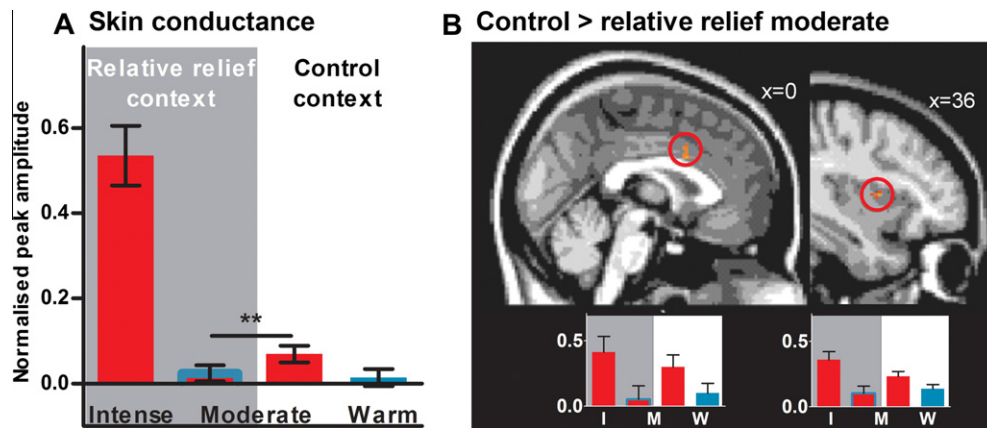 A Skin conductance
Relative relief
context
Control
context
Normalised peak amplitude
0.6
0.4
0.2
0.0
**
Intense
Moderate
Warm
B Control > relative relief moderate
x=0
x=36
0.5
0.0
I
M
W
0.5
0.0
I
M
W